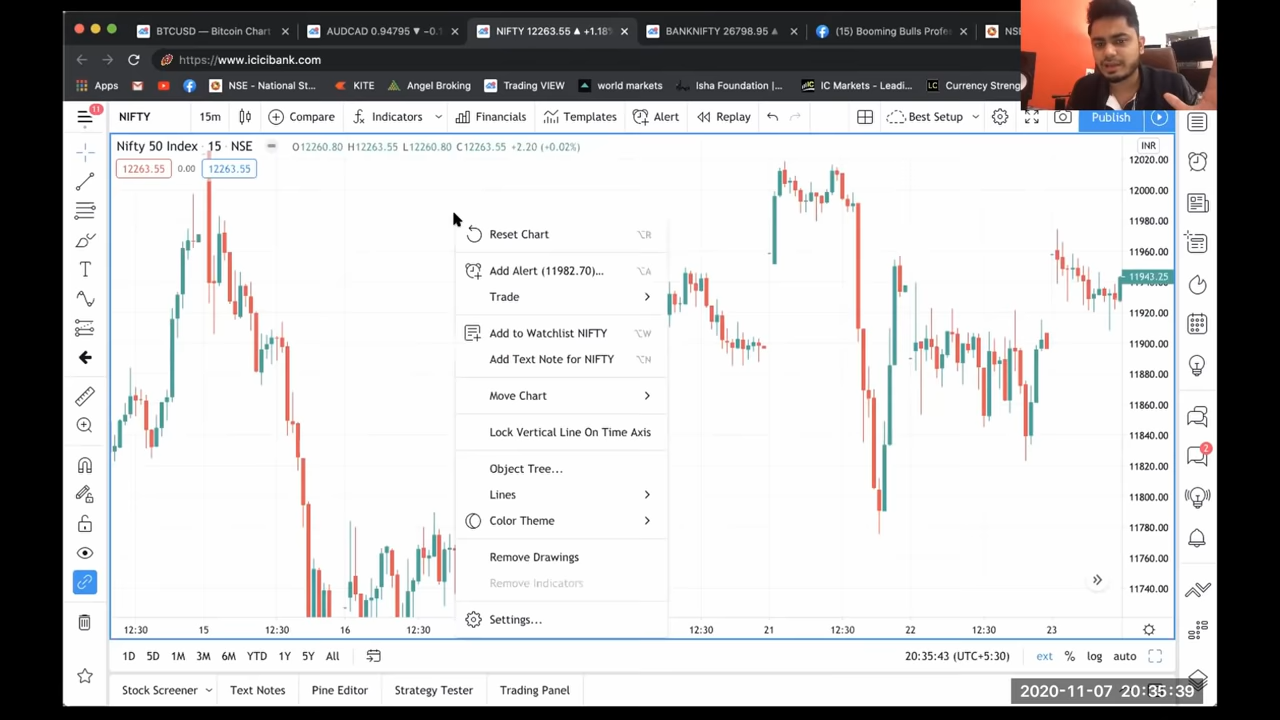 BTCUSD — Bitcoin Chart
AUDCAD 0.94795 ▼ −0.1
NIFTY 12263.55 ▲ +1.18%
BANKNIFTY 26798.95 ▲
(15) Booming Bulls Profe
NSE
https://www.icicibank.com
Apps
NSE - National St...
KITE
Angel Broking
Trading VIEW
world markets
Isha Foundation |...
IC Markets - Leadi...
Currency Streng
11
NIFTY
15m
Compare
Indicators
Financials
Templates
Alert
Replay
Best Setup
Publish
Nifty 50 Index · 15 · NSE
O12260.80 H12263.55 L12260.80 C12263.55 +2.20 (+0.02%)
INR
12263.55
0.00
12263.55
12020.00
12000.00
11980.00
11960.00
11943.25
11920.00
11900.00
11880.00
11860.00
11840.00
11820.00
11800.00
11780.00
11760.00
11740.00
Reset Chart
⌥R
Add Alert (11982.70)...
⌥A
Trade
Add to Watchlist NIFTY
⌥W
Add Text Note for NIFTY
⌥N
Move Chart
Lock Vertical Line On Time Axis
Object Tree...
Lines
Color Theme
Remove Drawings
Remove Indicators
Settings...
2
12:30
15
12:30
16
12:30
12:30
21
12:30
22
12:30
23
1D
5D
1M
3M
6M
YTD
1Y
5Y
All
20:35:43 (UTC+5:30)
ext
%
log
auto
Stock Screener
Text Notes
Pine Editor
Strategy Tester
Trading Panel
2020-11-07 20:35:39